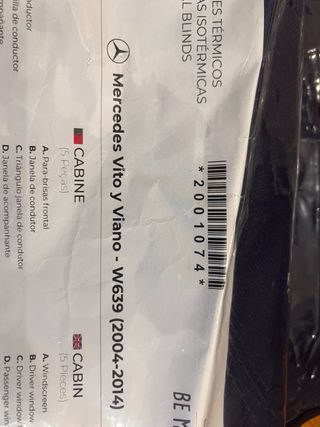 ES TÉRMICOS
AS ISOTÉRMICAS
L BLINDS
*2001074*
BE M
Mercedes Vito y Viano - W639 (2004-2014)
nductor
illa de conductor
mpañante
CABINE
(5 Peças)
A. Para-brisas frontal
B. Janela de condutor
C. Triângulo janela de condutor
D. Janela de acompanhante
CABIN
(5 Pieces)
A. Windscreen
B. Driver window
C. Driver window
D. Passenger win